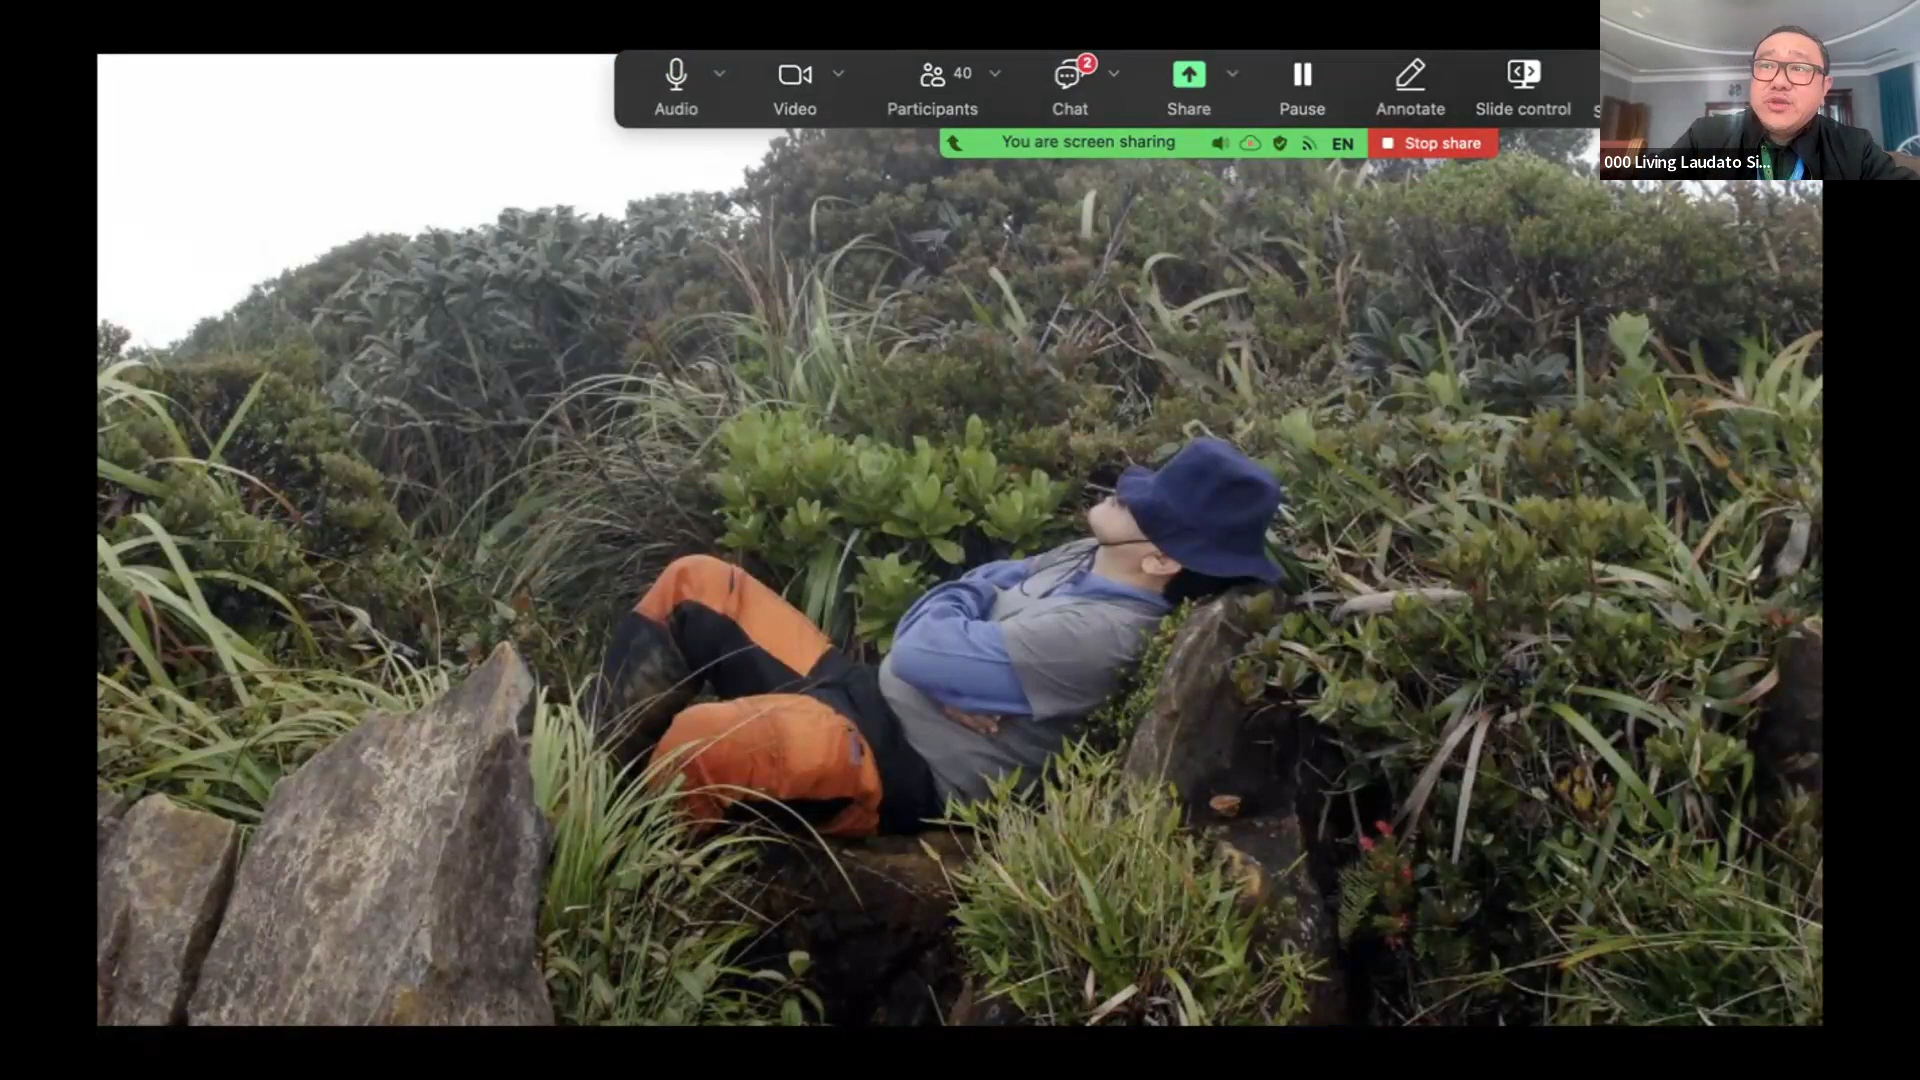 40
2
Audio
Video
Participants
Chat
Share
Pause
Annotate
Slide control
You are screen sharing
EN
Stop share
000 Living Laudato Si...